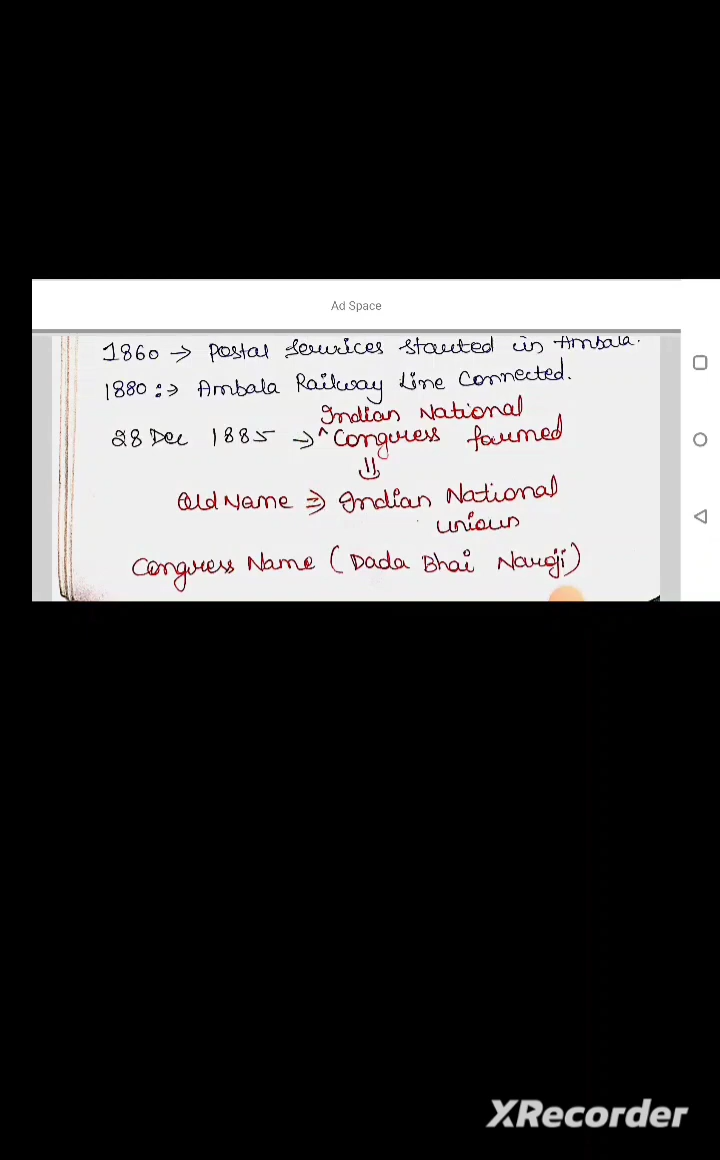 Ad Space
1860 → Postal Services started in Ambala.
1880 :→ Ambala Railway Line Connected.
Indian National
28 Dec 1885 → ^ Congress formed
⇓
Old Name ⇒ Indian National
union
Congress Name (Dada Bhai Naroji)
XRecorder